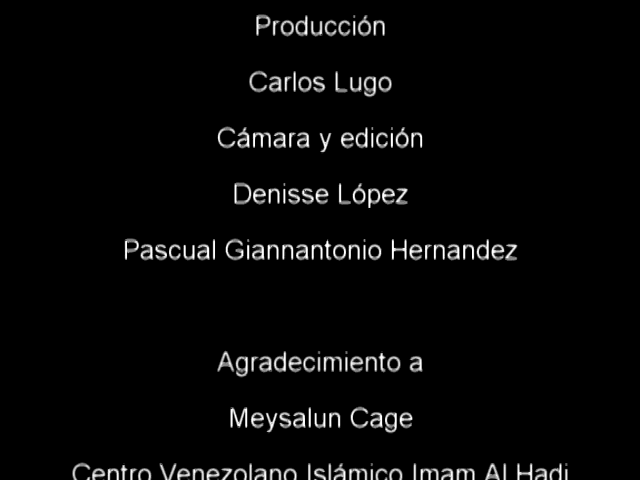 Producción
Carlos Lugo
Cámara y edición
Denisse López
Pascual Giannantonio Hernandez
Agradecimiento a
Meysalun Cage
Centro Venezolano Islámico Imam Al Hadi